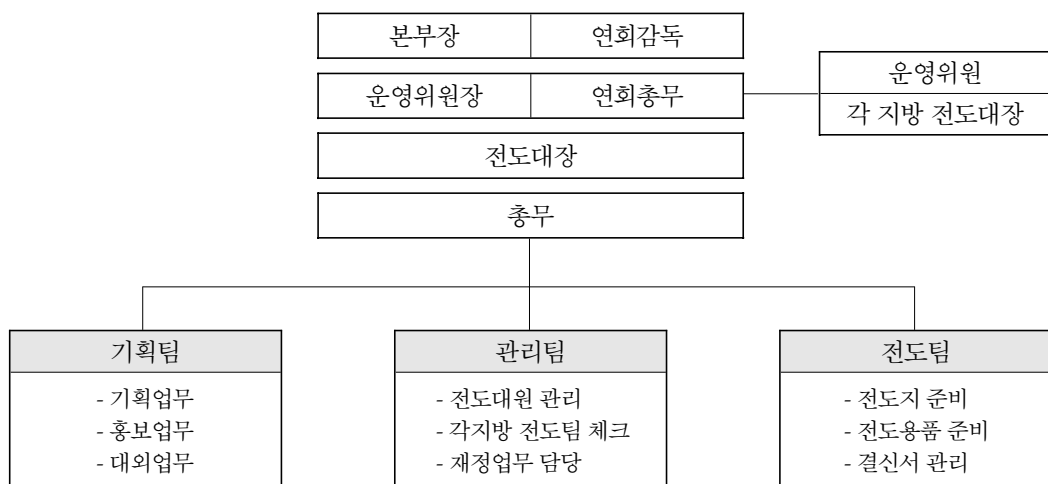 본부장 연회감독
운영위원장 연회총무
운영위원
각 지방 전도대장
전도대장
총무
기획팀
- 기획업무
- 홍보업무
- 대외업무
관리팀
- 전도대원 관리
- 각지방 전도팀 체크
- 재정업무 담당
전도팀
- 전도지 준비
- 전도용품 준비
- 결신서 관리